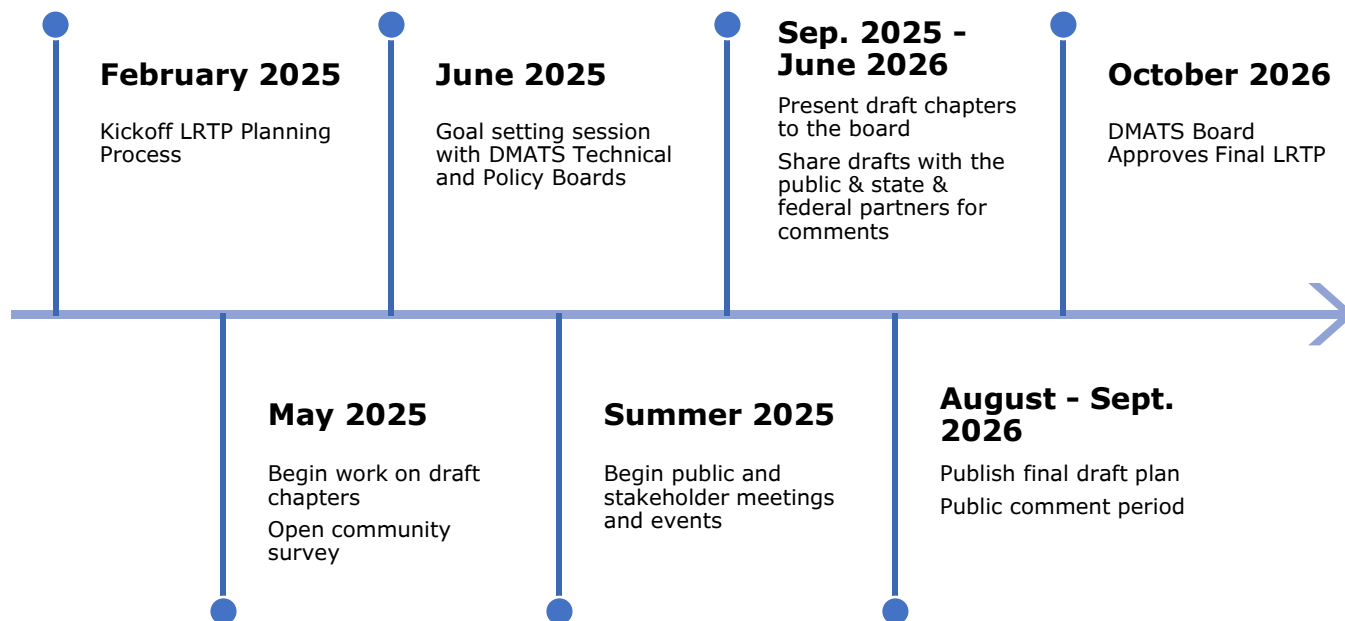 February 2025
Kickoff LRTP Planning
Process
May 2025
Begin work on draft
chapters
Open community
survey
June 2025
Goal setting session
with DMATS Technical
and Policy Boards
Summer 2025
Begin public and
stakeholder meetings
and events
Sep. 2025 -
June 2026
Present draft chapters
to the board
Share drafts with the
public & state &
federal partners for
comments
August - Sept.
2026
Publish final draft plan
Public comment period
October 2026
DMATS Board
Approves Final LRTP